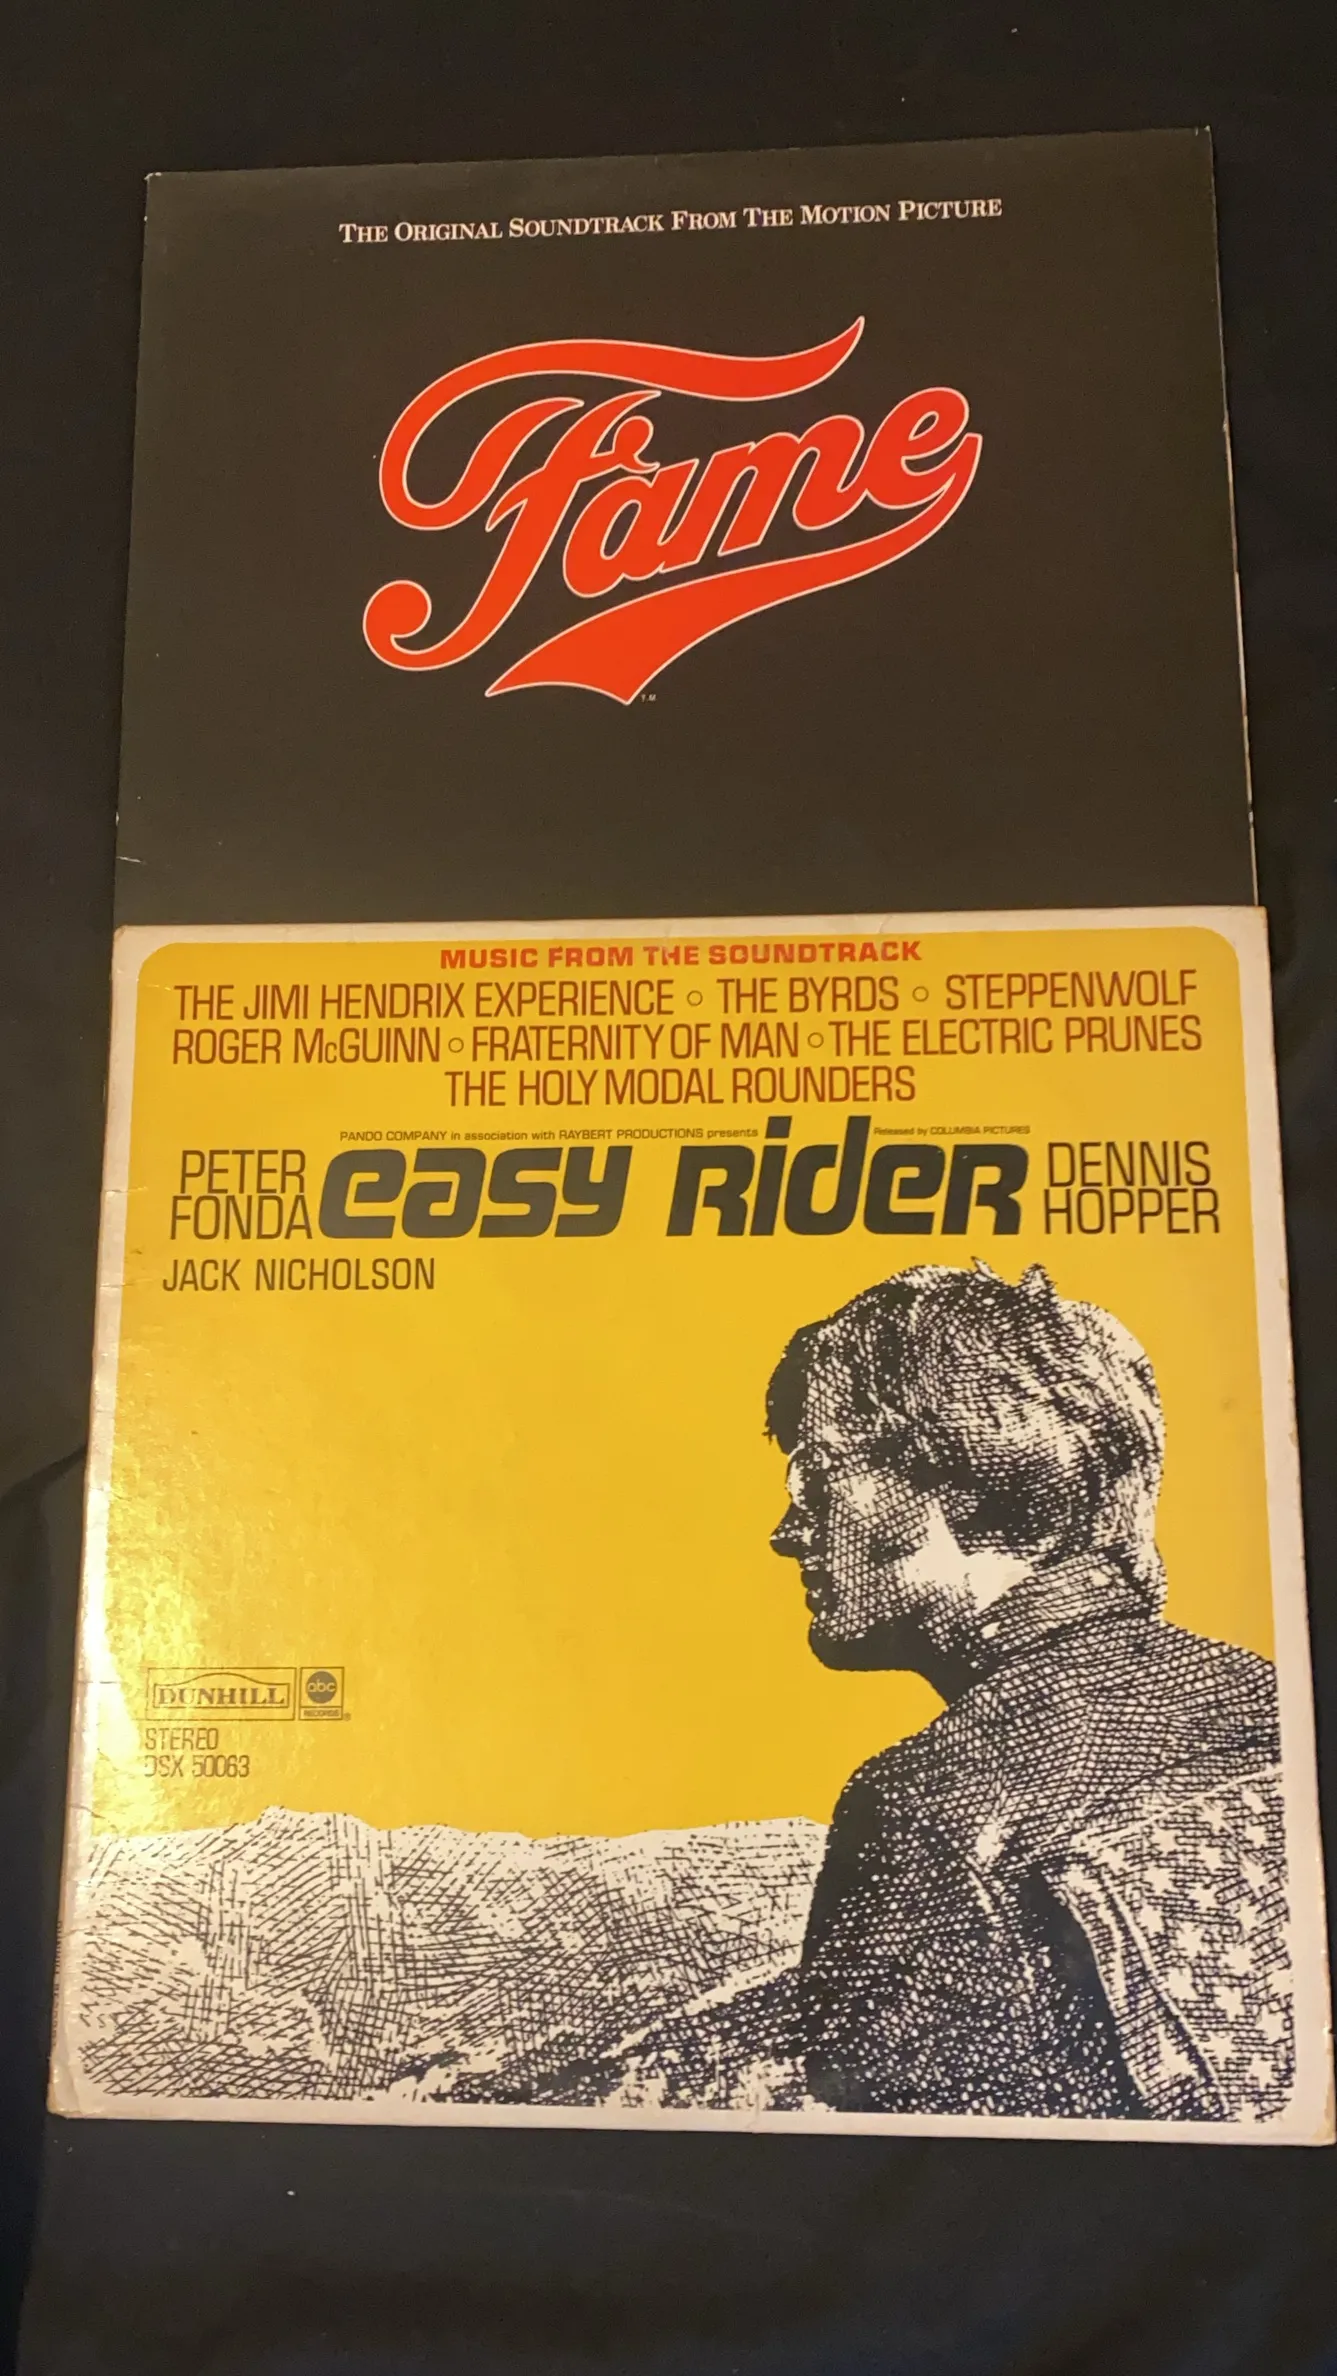 THE ORIGINAL SOUNDTRACK FROM THE MOTION PICTURE
Fame
T.M
MUSIC FROM THE SOUNDTRACK
THE JIMI HENDRIX EXPERIENCE ○ THE BYRDS ○ STEPPENWOLF
ROGER McGUINN ○ FRATERNITY OF MAN ○ THE ELECTRIC PRUNES
THE HOLY MODAL ROUNDERS
PANDO COMPANY in association with RAYBERT PRODUCTIONS presents
Released by COLUMBIA PICTURES
PETER FONDA
easy rider
DENNIS HOPPER
JACK NICHOLSON
DUNHILL
abc
RECORDS ®
STEREO
DSX 50063